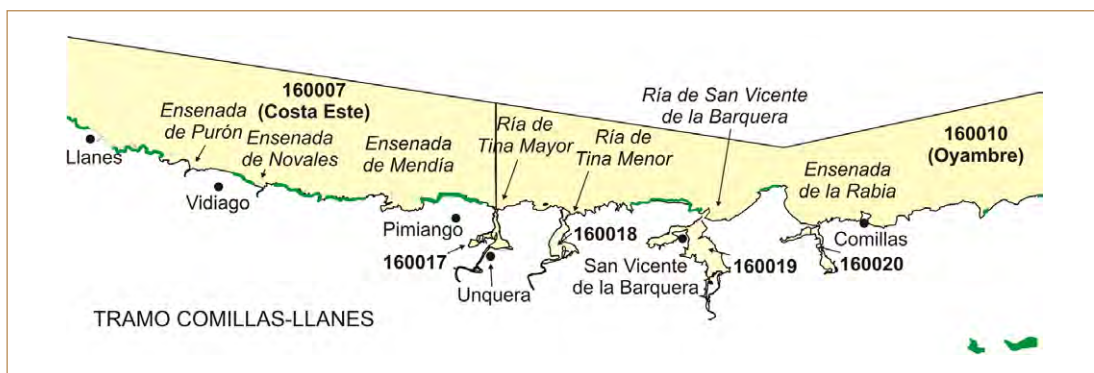 160007
(Costa Este)
Ensenada
de Purón
Ensenada
de Novales
Ensenada
de Mendía
Ría de
Tina Mayor
Ría de
Tina Menor
Ría de San Vicente
de la Barquera
160010
(Oyambre)
Ensenada
de la Rabia
Llanes
Vidiago
Pimiango
160017
Unquera
160018
San Vicente
de la Barquera
160019
160020
Comillas
TRAMO COMILLAS-LLANES